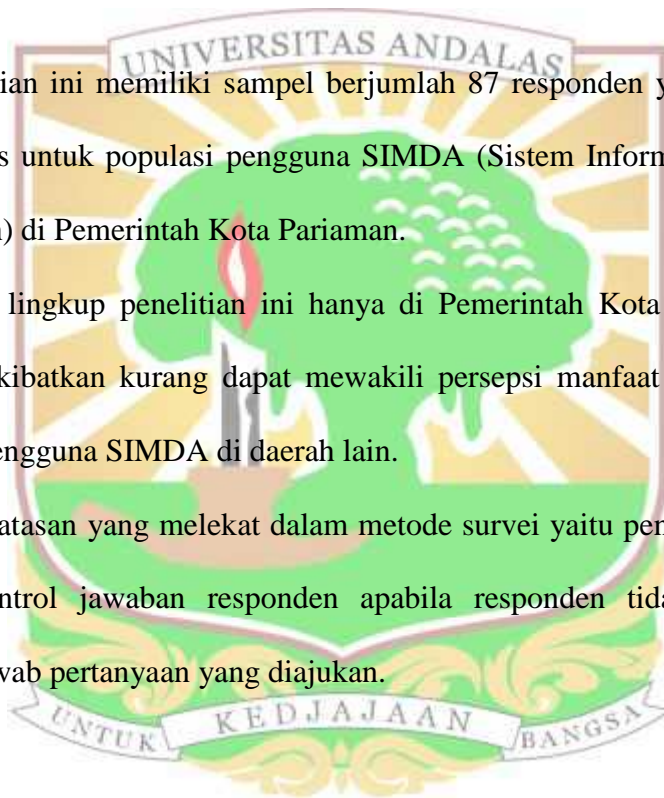 UNIVERSITAS ANDALAS
ian ini memiliki sampel berjumlah 87 responden y
s untuk populasi pengguna SIMDA (Sistem Inform
) di Pemerintah Kota Pariaman.
lingkup penelitian ini hanya di Pemerintah Kota
kibatkan kurang dapat mewakili persepsi manfaat
engguna SIMDA di daerah lain.
atasan yang melekat dalam metode survei yaitu pen
ntrol jawaban responden apabila responden tida
vab pertanyaan yang diajukan.
UNTUK KEDJAJAAN BANGSA